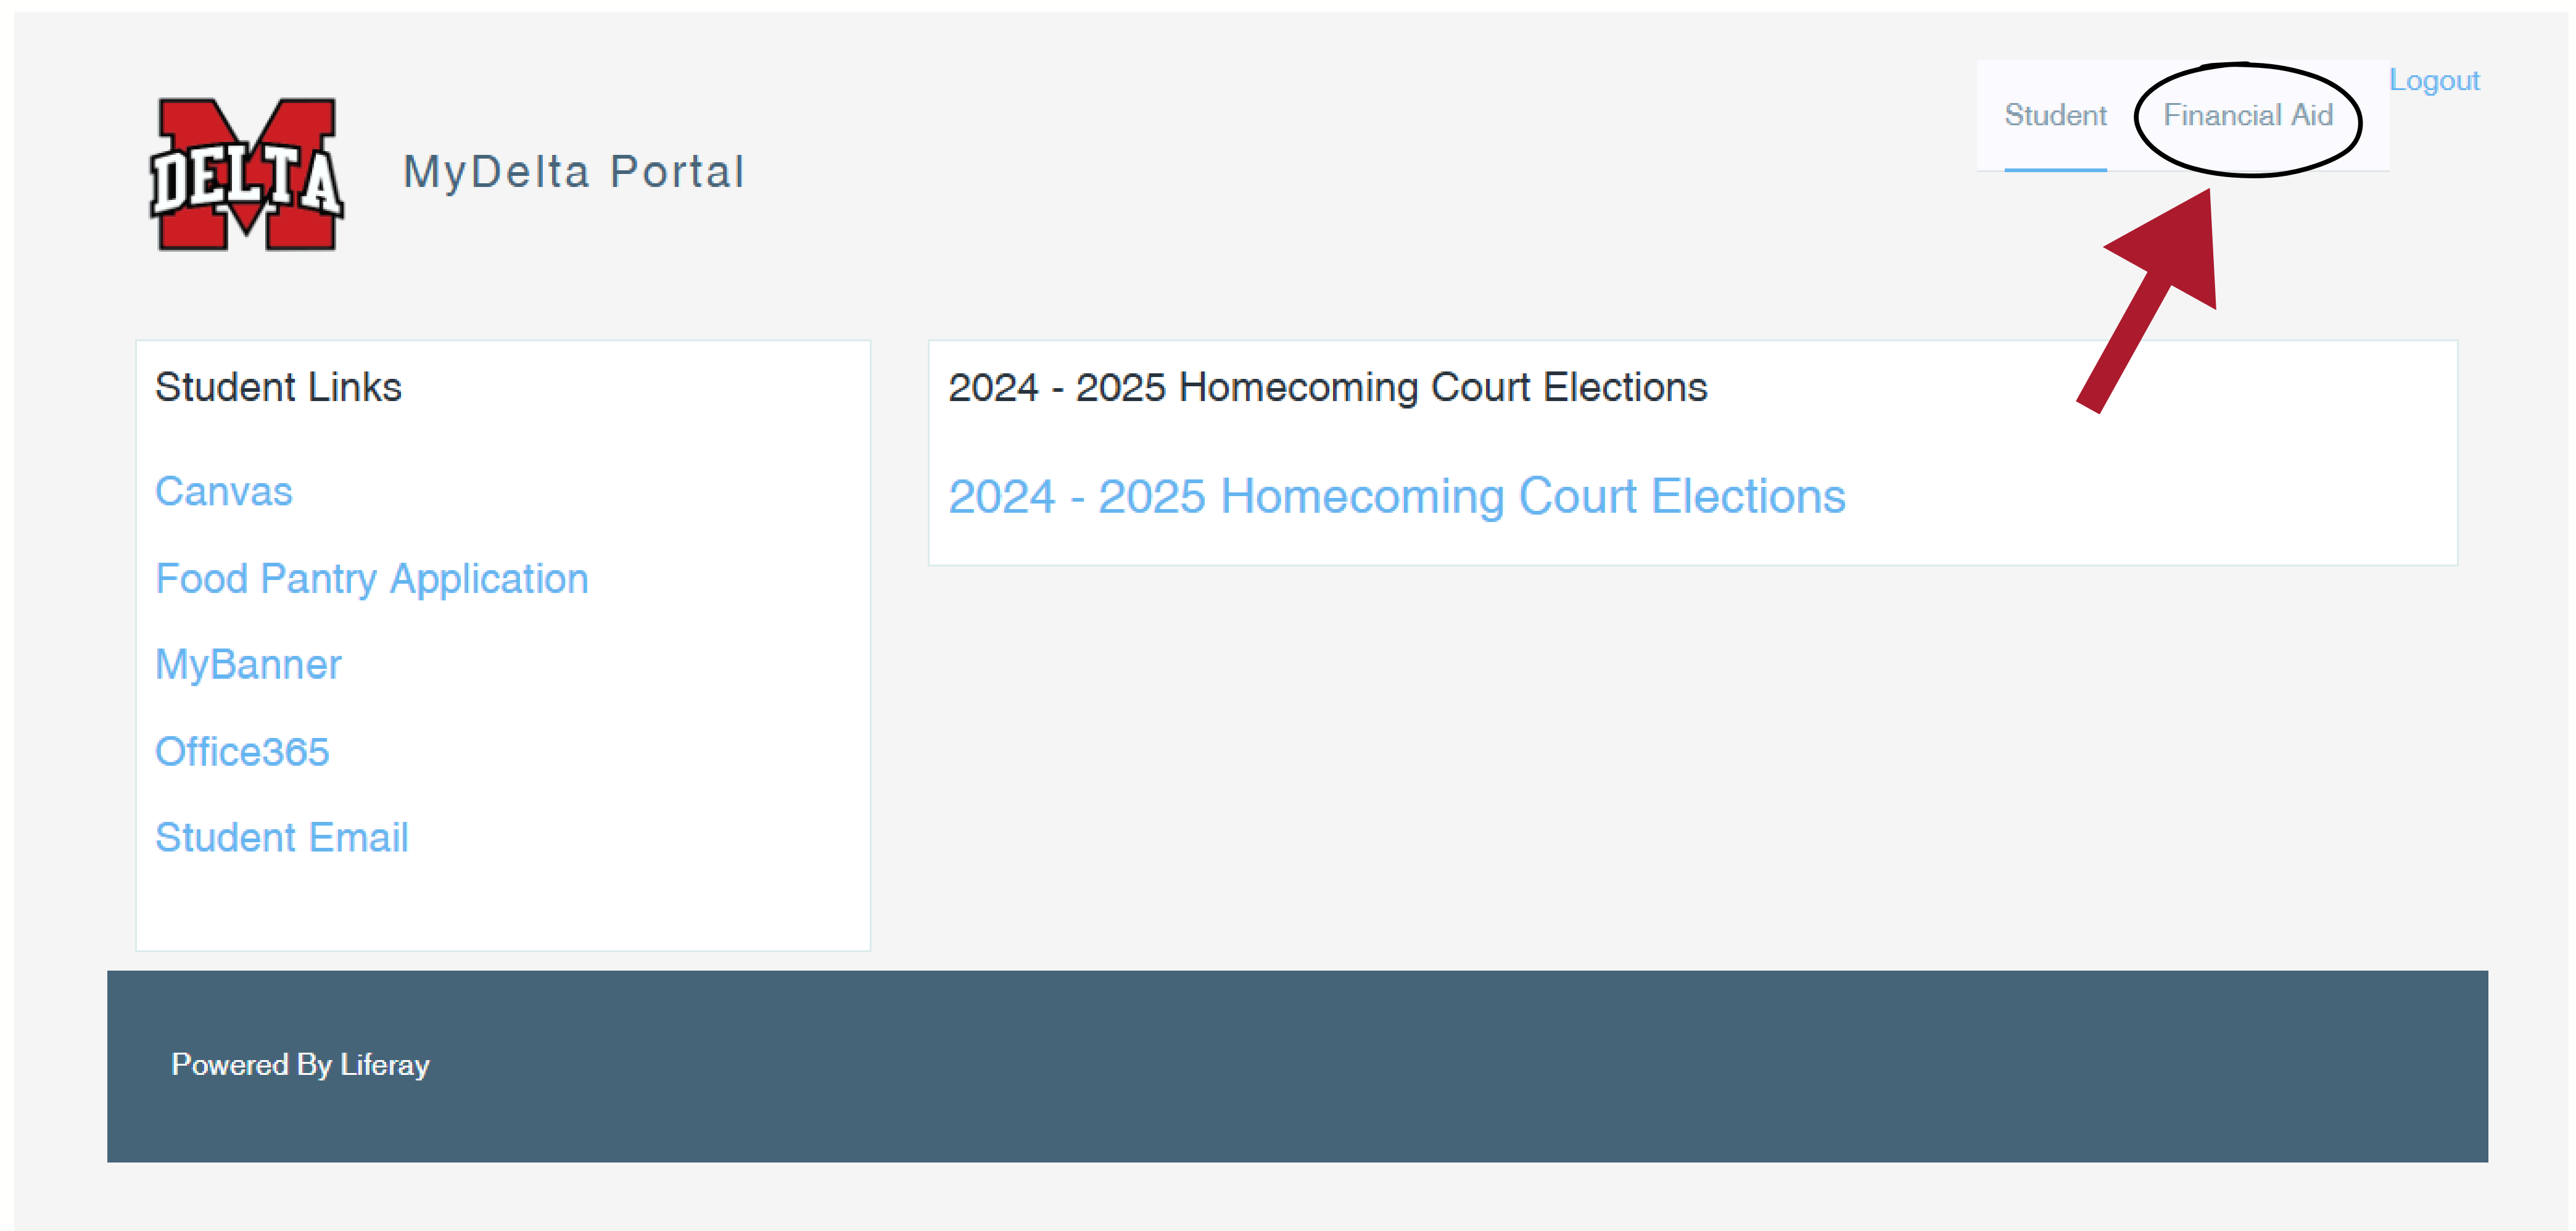 M
DELTA
MyDelta Portal
Student Financial Aid Logout
Student Links
Canvas
Food Pantry Application
MyBanner
Office365
Student Email
2024 - 2025 Homecoming Court Elections
2024 - 2025 Homecoming Court Elections
Powered By Liferay